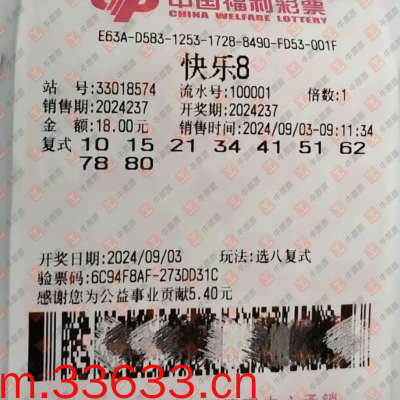 中国福利彩票
CHINA WELFARE LOTTERY
E63A-D583-1253-1728-8490-FD53-001F
快乐8
站 号:33018574 流水号:100001 倍数:1
销售期:2024237 开奖期:2024237
金 额:18.00元 销售时间:2024/09/03-09:11:34
复式 10 15 21 34 41 51 62
78 80
开奖日期:2024/09/03 玩法:选八复式
验票码:6C94F8AF-273DD31C
感谢您为公益事业贡献5.40元
m.33633.cn